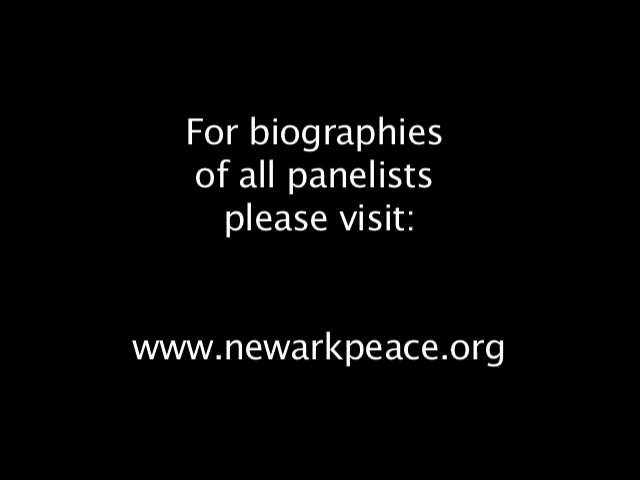 For biographies
of all panelists
please visit:
www.newarkpeace.org